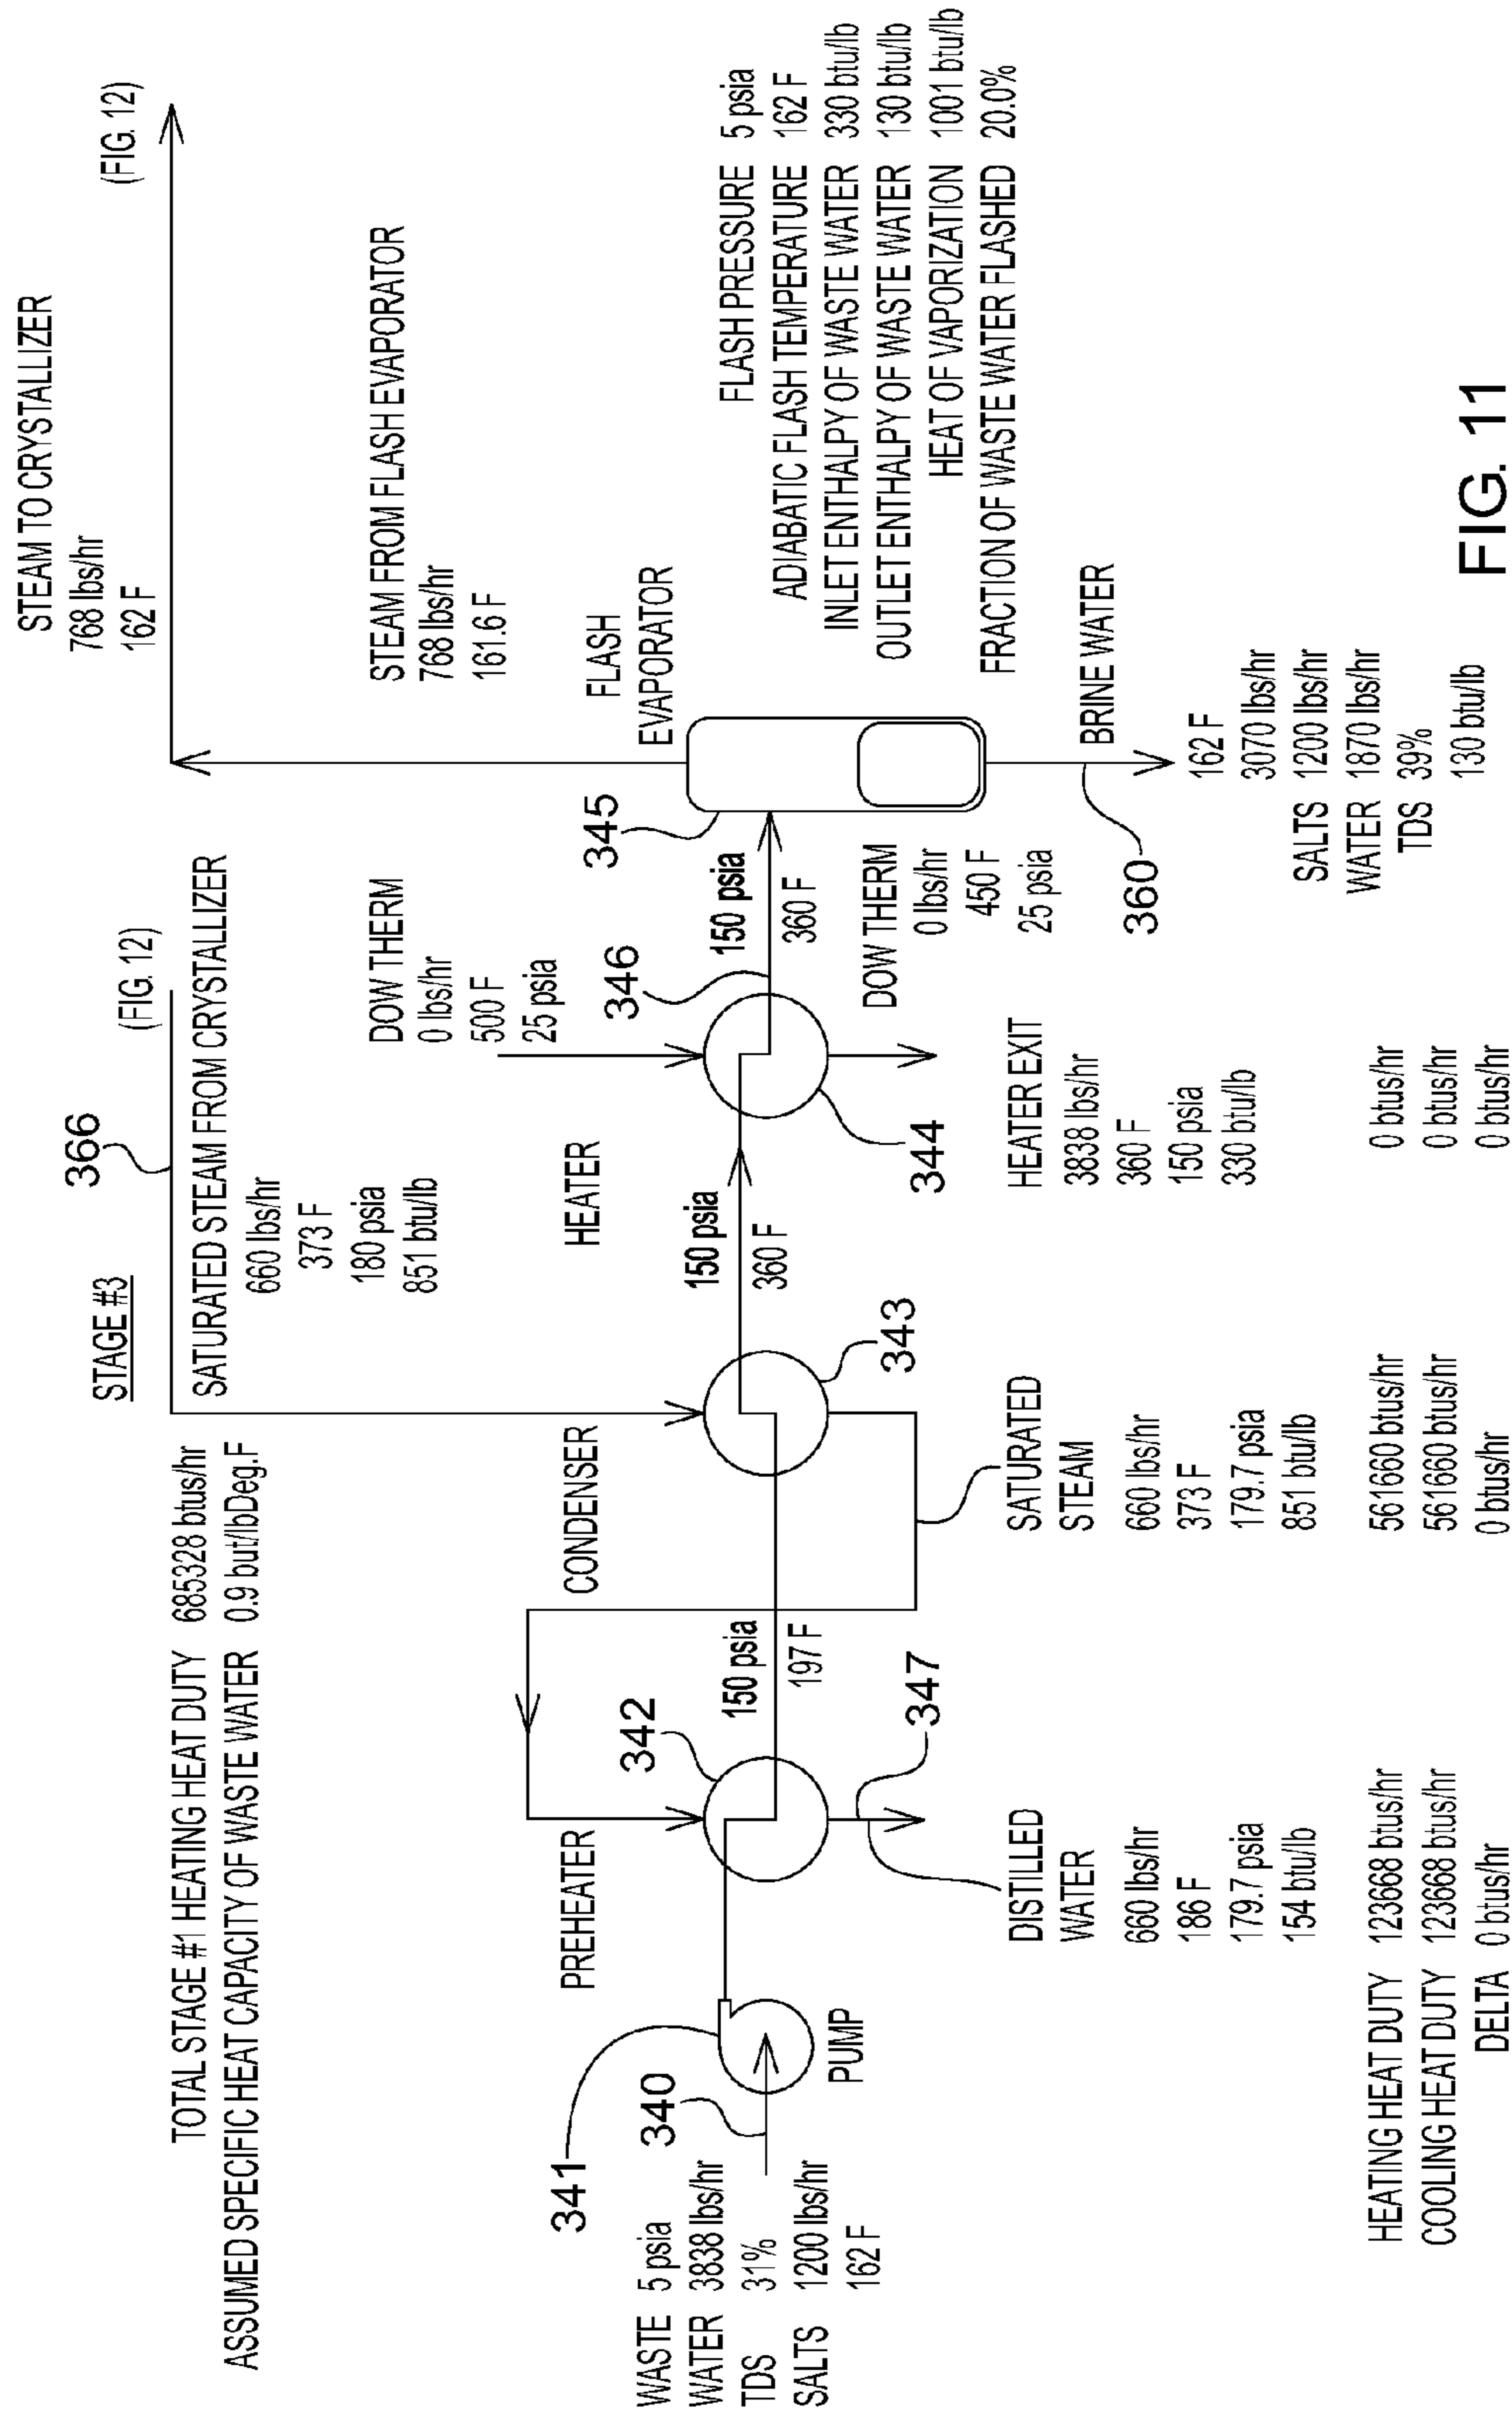 STAGE #3
TOTAL STAGE #1 HEATING HEAT DUTY 685328 btus/hr
ASSUMED SPECIFIC HEAT CAPACITY OF WASTE WATER 0.9 but/lbDeg.F
366
(FIG. 12)
SATURATED STEAM FROM CRYSTALLIZER
660 lbs/hr
373 F
180 psia
851 btu/lb
STEAM TO CRYSTALLIZER
768 lbs/hr
162 F
(FIG. 12)
STEAM FROM FLASH EVAPORATOR
768 lbs/hr
161.6 F
DOW THERM
0 lbs/hr
500 F
25 psia
341
340
WASTE 5 psia
WATER 3838 lbs/hr
TDS 31%
SALTS 1200 lbs/hr
162 F
PUMP
PREHEATER
342
150 psia
197 F
347
CONDENSER
343
150 psia
360 F
HEATER
344
346
150 psia
360 F
345
FLASH
EVAPORATOR
FLASH PRESSURE 5 psia
ADIABATIC FLASH TEMPERATURE 162 F
INLET ENTHALPY OF WASTE WATER 330 btu/lb
OUTLET ENTHALPY OF WASTE WATER 130 btu/lb
HEAT OF VAPORIZATION 1001 btu/lb
FRACTION OF WASTE WATER FLASHED 20.0%
DISTILLED
WATER
660 lbs/hr
186 F
179.7 psia
154 btu/lb
SATURATED
STEAM
660 lbs/hr
373 F
179.7 psia
851 btu/lb
HEATER EXIT
3838 lbs/hr
360 F
150 psia
330 btu/lb
DOW THERM
0 lbs/hr
450 F
25 psia
360
BRINE WATER
162 F
3070 lbs/hr
SALTS 1200 lbs/hr
WATER 1870 lbs/hr
TDS 39%
130 btu/lb
HEATING HEAT DUTY 123668 btus/hr 561660 btus/hr 0 btus/hr
COOLING HEAT DUTY 123668 btus/hr 561660 btus/hr 0 btus/hr
DELTA 0 btus/hr 0 btus/hr 0 btus/hr
FIG. 11